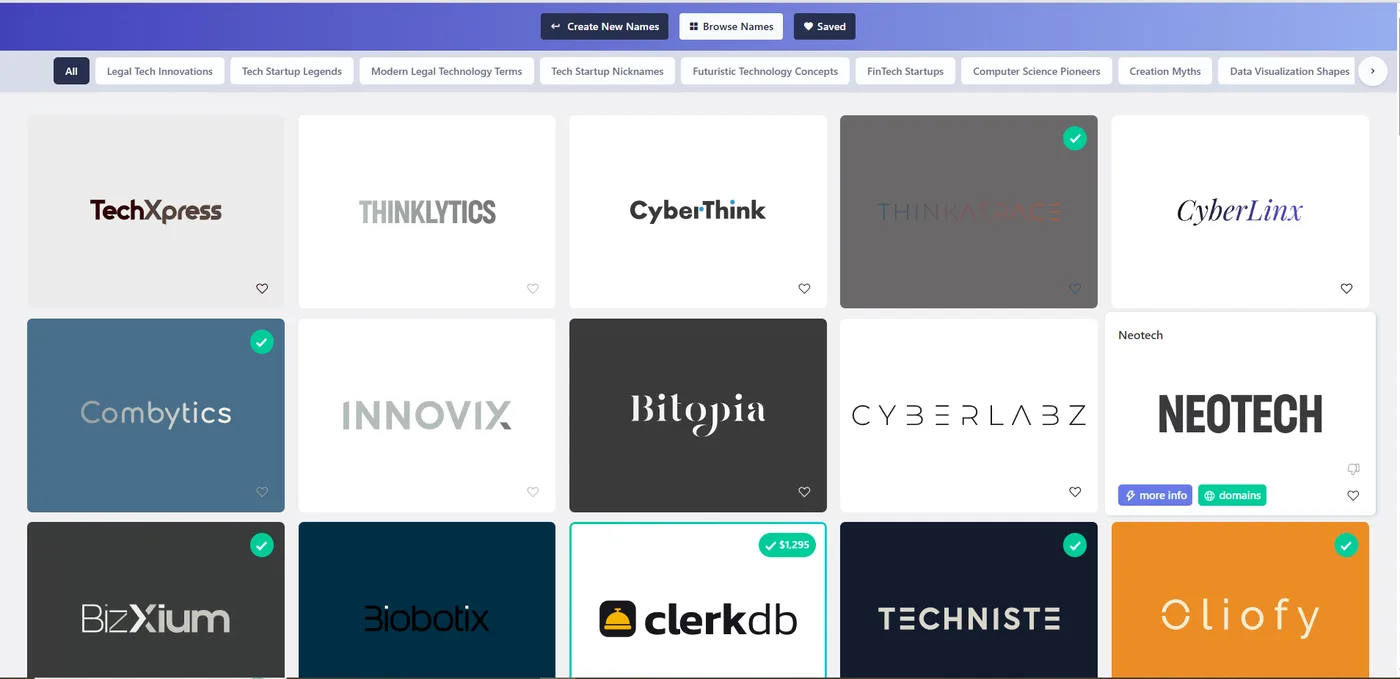 Create New Names
Browse Names
Saved
All
Legal Tech Innovations
Tech Startup Legends
Modern Legal Technology Terms
Tech Startup Nicknames
Futuristic Technology Concepts
FinTech Startups
Computer Science Pioneers
Creation Myths
Data Visualization Shapes
TechXpress
THINKLYTICS
CyberThink
THINKASPACE
CyberLinx
Combytics
INNOVIX
Bitopia
CYBERLABZ
Neotech
NEOTECH
more info
domains
BizXium
Biobotix
$1,295
clerkdb
TECHNISTE
Oliofy